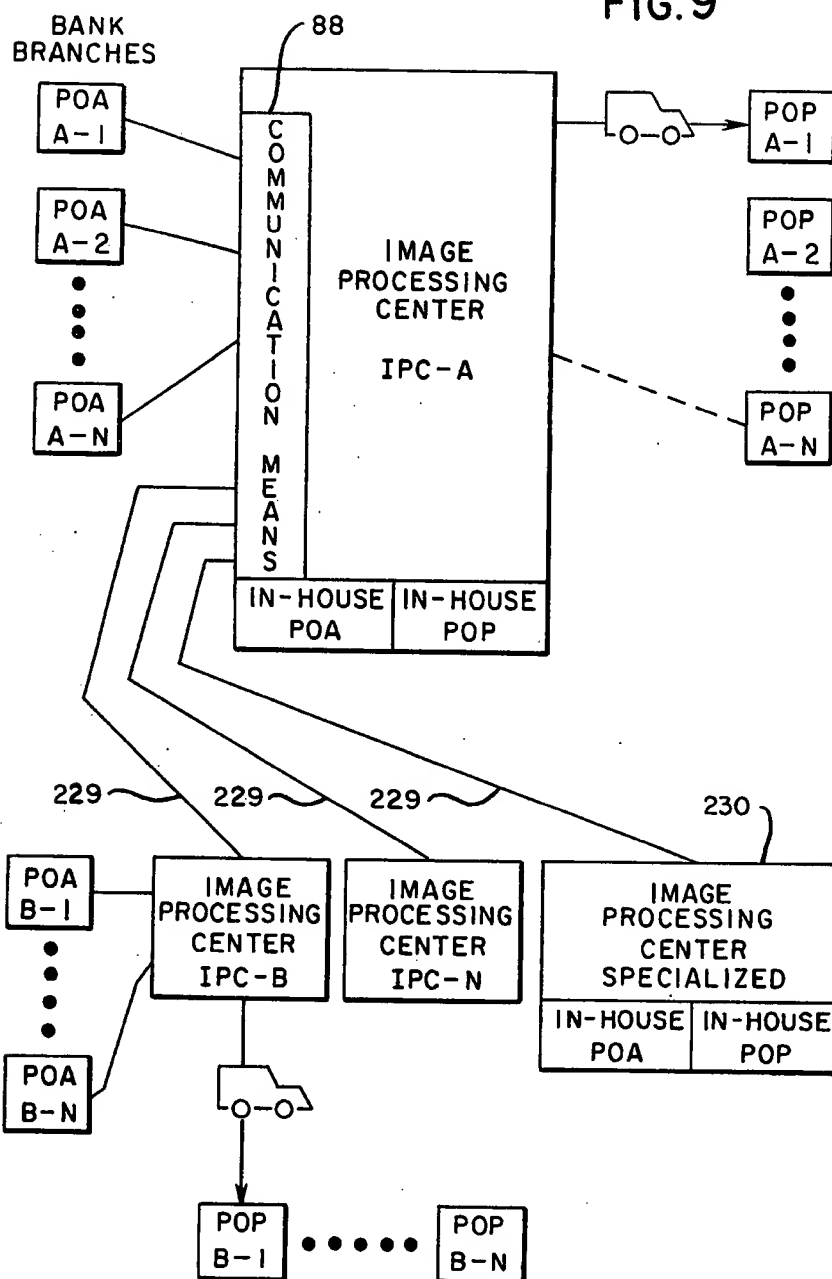 FIG. 9
BANK
BRANCHES
88
POA
A-1
POA
A-2
POA
A-N
COMMUNICATION MEANS
IMAGE
PROCESSING
CENTER
IPC-A
IN-HOUSE
POA
IN-HOUSE
POP
POP
A-1
POP
A-2
POP
A-N
229
229
229
230
POA
B-1
POA
B-N
IMAGE
PROCESSING
CENTER
IPC-B
IMAGE
PROCESSING
CENTER
IPC-N
IMAGE
PROCESSING
CENTER
SPECIALIZED
IN-HOUSE
POA
IN-HOUSE
POP
POP
B-1
POP
B-N